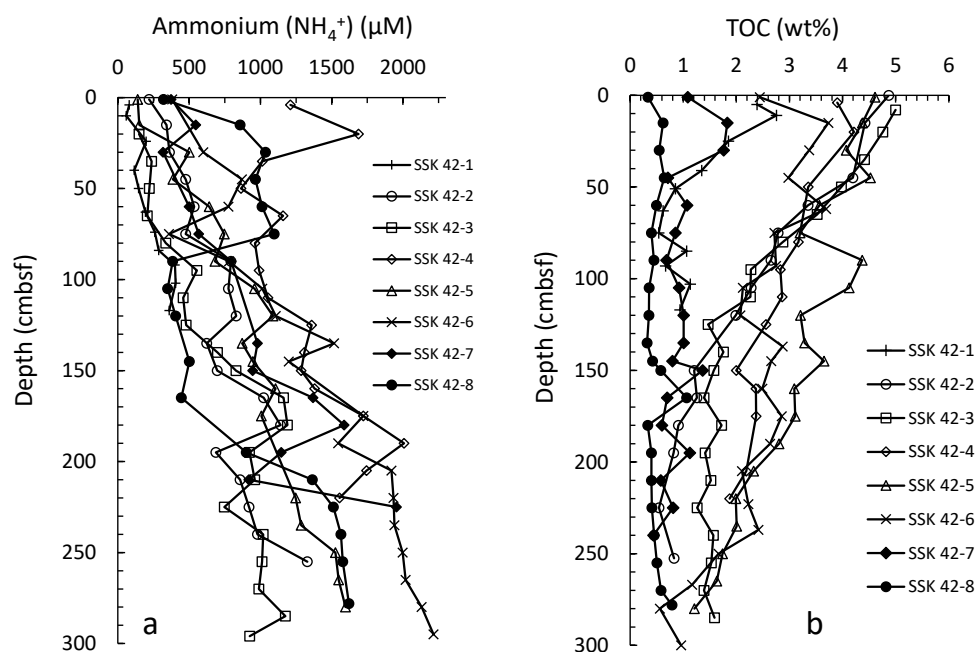 Ammonium (NH₄⁺) (μM)
0 500 1000 1500 2000
0
50
100
150
200
250
300
Depth (cmbsf)
SSK 42-1
SSK 42-2
SSK 42-3
SSK 42-4
SSK 42-5
SSK 42-6
SSK 42-7
SSK 42-8
a
TOC (wt%)
0 1 2 3 4 5 6
0
50
100
150
200
250
300
Depth (cmbsf)
SSK 42-1
SSK 42-2
SSK 42-3
SSK 42-4
SSK 42-5
SSK 42-6
SSK 42-7
SSK 42-8
b